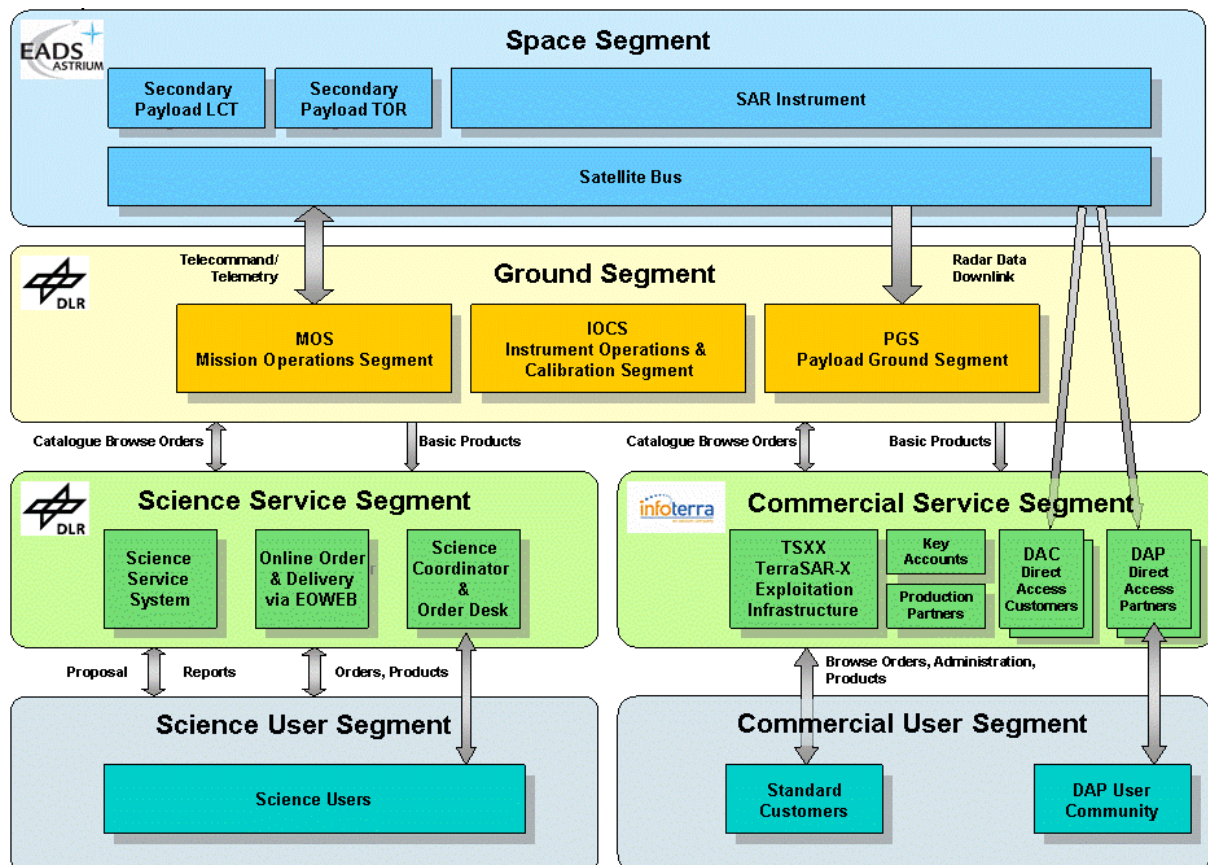 EADS
ASTRIUM
Space Segment
Secondary
Payload LCT
Secondary
Payload TOR
SAR Instrument
Satellite Bus
Telecommand/
Telemetry
Radar Data
Downlink
DLR
Ground Segment
MOS
Mission Operations Segment
IOCS
Instrument Operations &
Calibration Segment
PGS
Payload Ground Segment
Catalogue Browse Orders
Basic Products
Catalogue Browse Orders
Basic Products
DLR
Science Service Segment
Science
Service
System
Online Order
& Delivery
via EOWEB
Science
Coordinator
&
Order Desk
infoterra
Commercial Service Segment
TSXX
TerraSAR-X
Exploitation
Infrastructure
Key
Accounts
Production
Partners
DAC
Direct
Access
Customers
DAP
Direct
Access
Partners
Proposal
Reports
Orders, Products
Browse Orders, Administration,
Products
Science User Segment
Science Users
Commercial User Segment
Standard
Customers
DAP User
Community